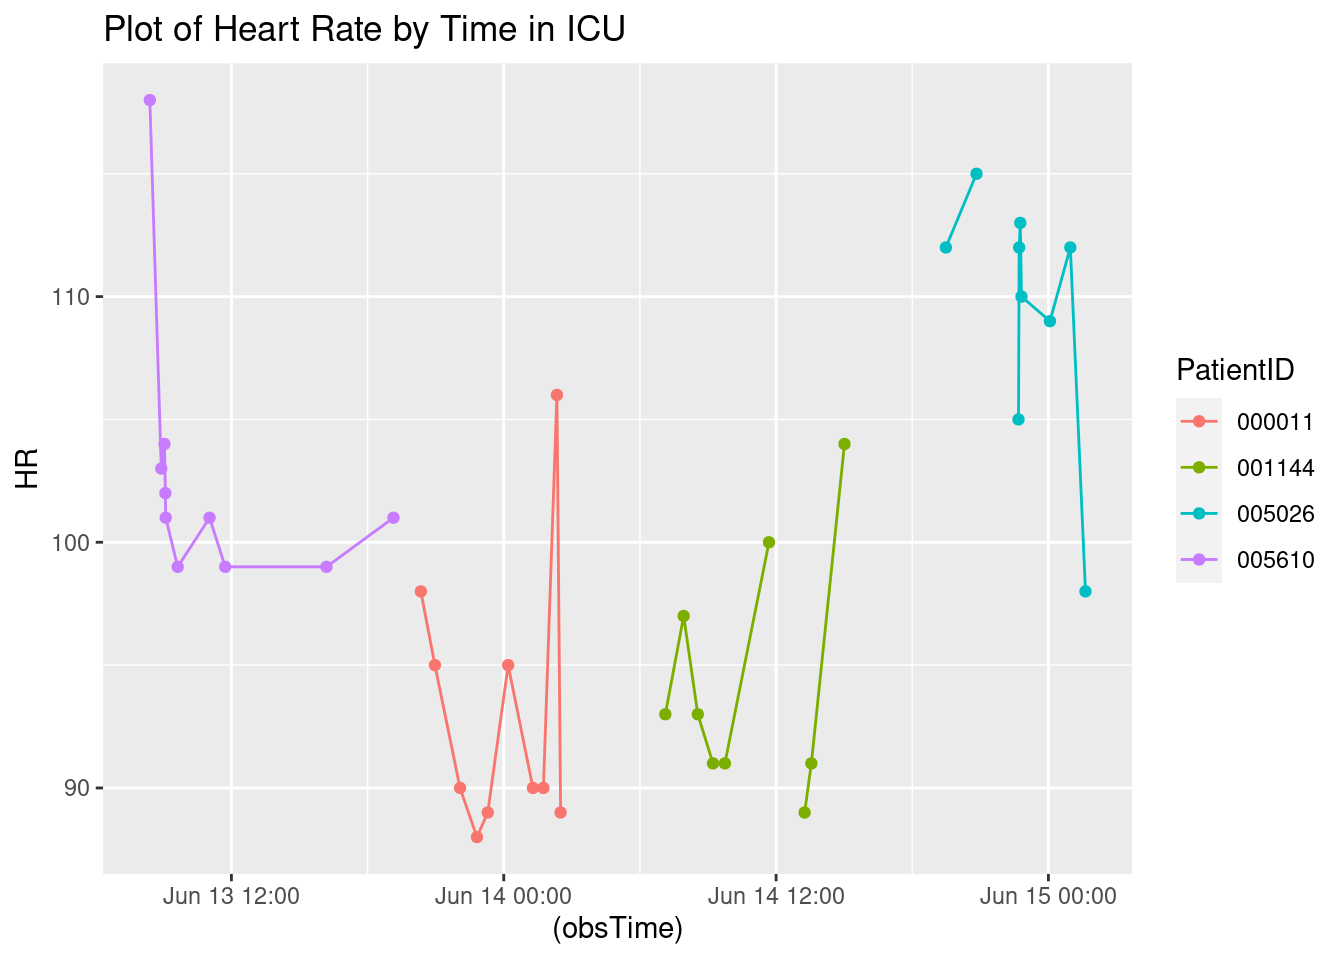 Plot of Heart Rate by Time in ICU
110
100
90
HR
Jun 13 12:00
Jun 14 00:00
Jun 14 12:00
Jun 15 00:00
(obsTime)
PatientID
000011
001144
005026
005610